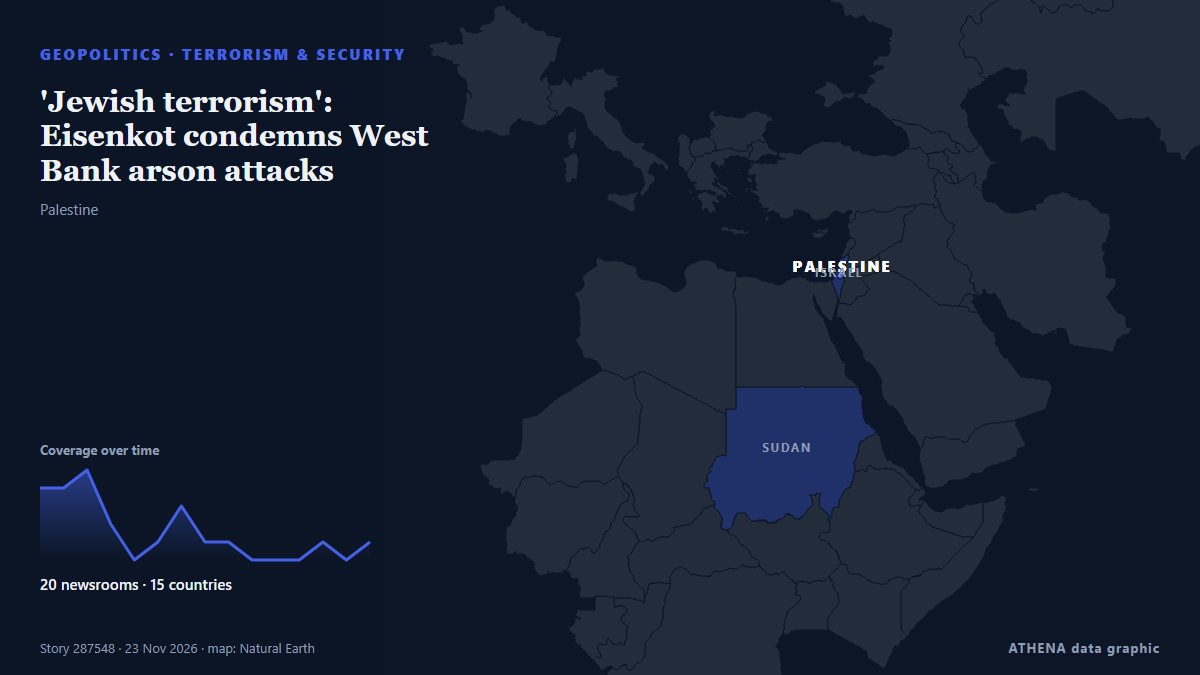 GEOPOLITICS · TERRORISM & SECURITY
'Jewish terrorism':
Eisenkot condemns West
Bank arson attacks
Palestine
PALESTINE
ISRAEL
SUDAN
Coverage over time
20 newsrooms · 15 countries
Story 287548 · 23 Nov 2026 · map: Natural Earth
ATHENA data graphic